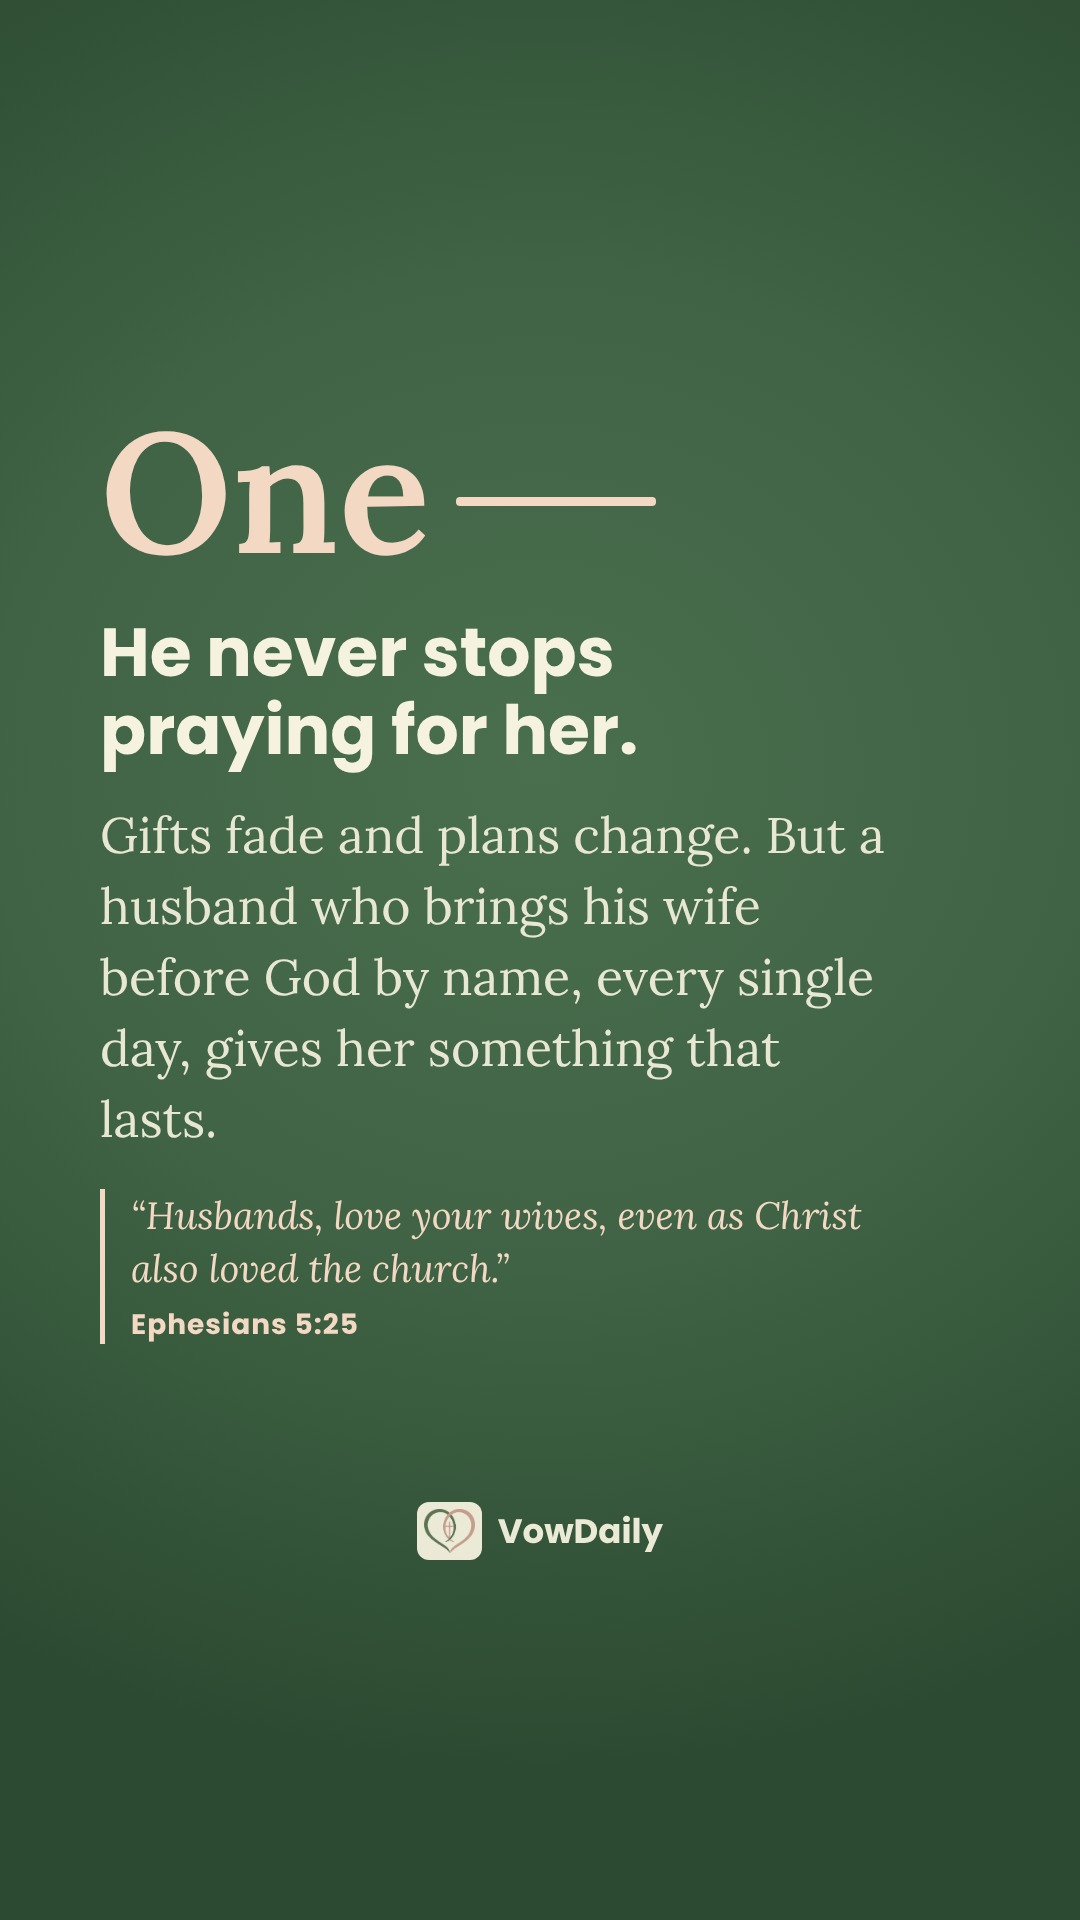 One
He never stops
praying for her.
Gifts fade and plans change. But a
husband who brings his wife
before God by name, every single
day, gives her something that
lasts.
“Husbands, love your wives, even as Christ
also loved the church.”
Ephesians 5:25
VowDaily